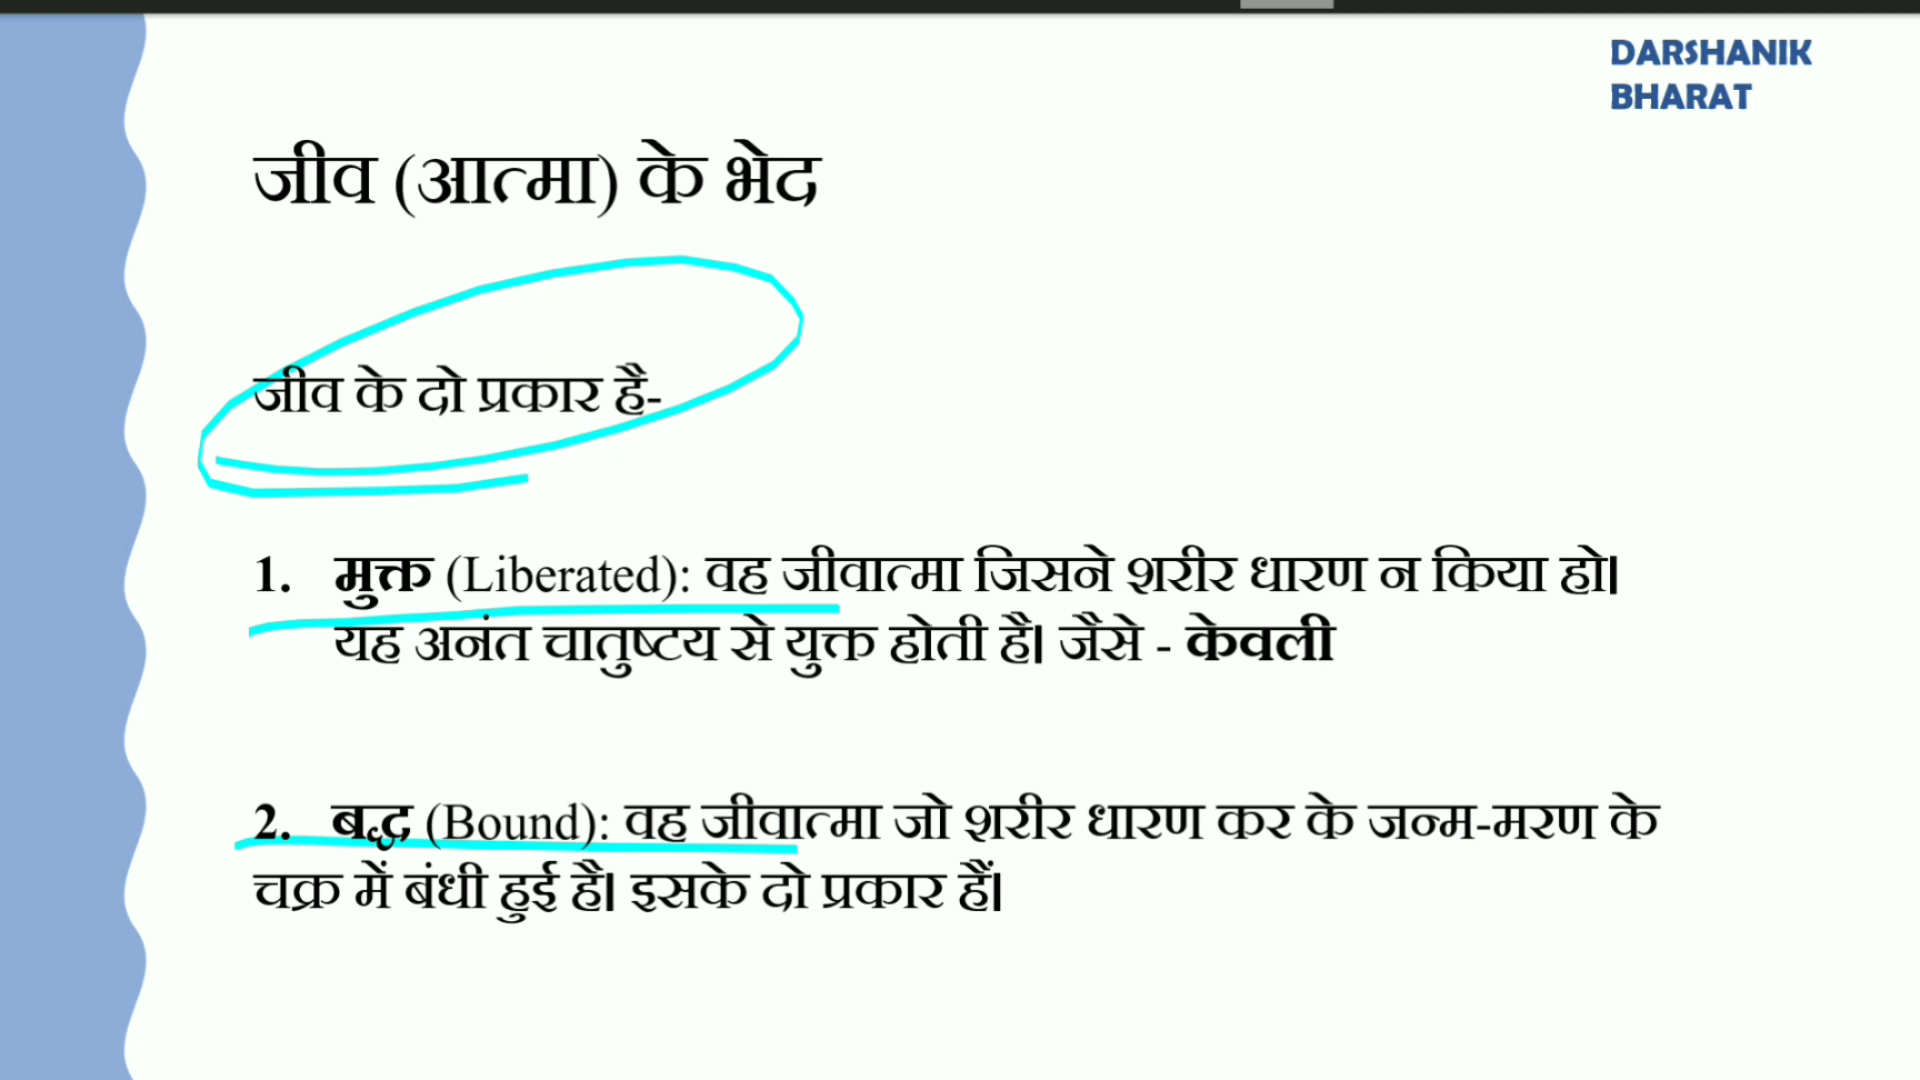 DARSHANIK
BHARAT
जीव (आत्मा) के भेद
जीव के दो प्रकार है-
1. मुक्त (Liberated): वह जीवात्मा जिसने शरीर धारण न किया हो।
यह अनंत चातुष्टय से युक्त होती है। जैसे - केवली
2. बद्ध (Bound): वह जीवात्मा जो शरीर धारण कर के जन्म-मरण के
चक्र में बंधी हुई है। इसके दो प्रकार हैं।